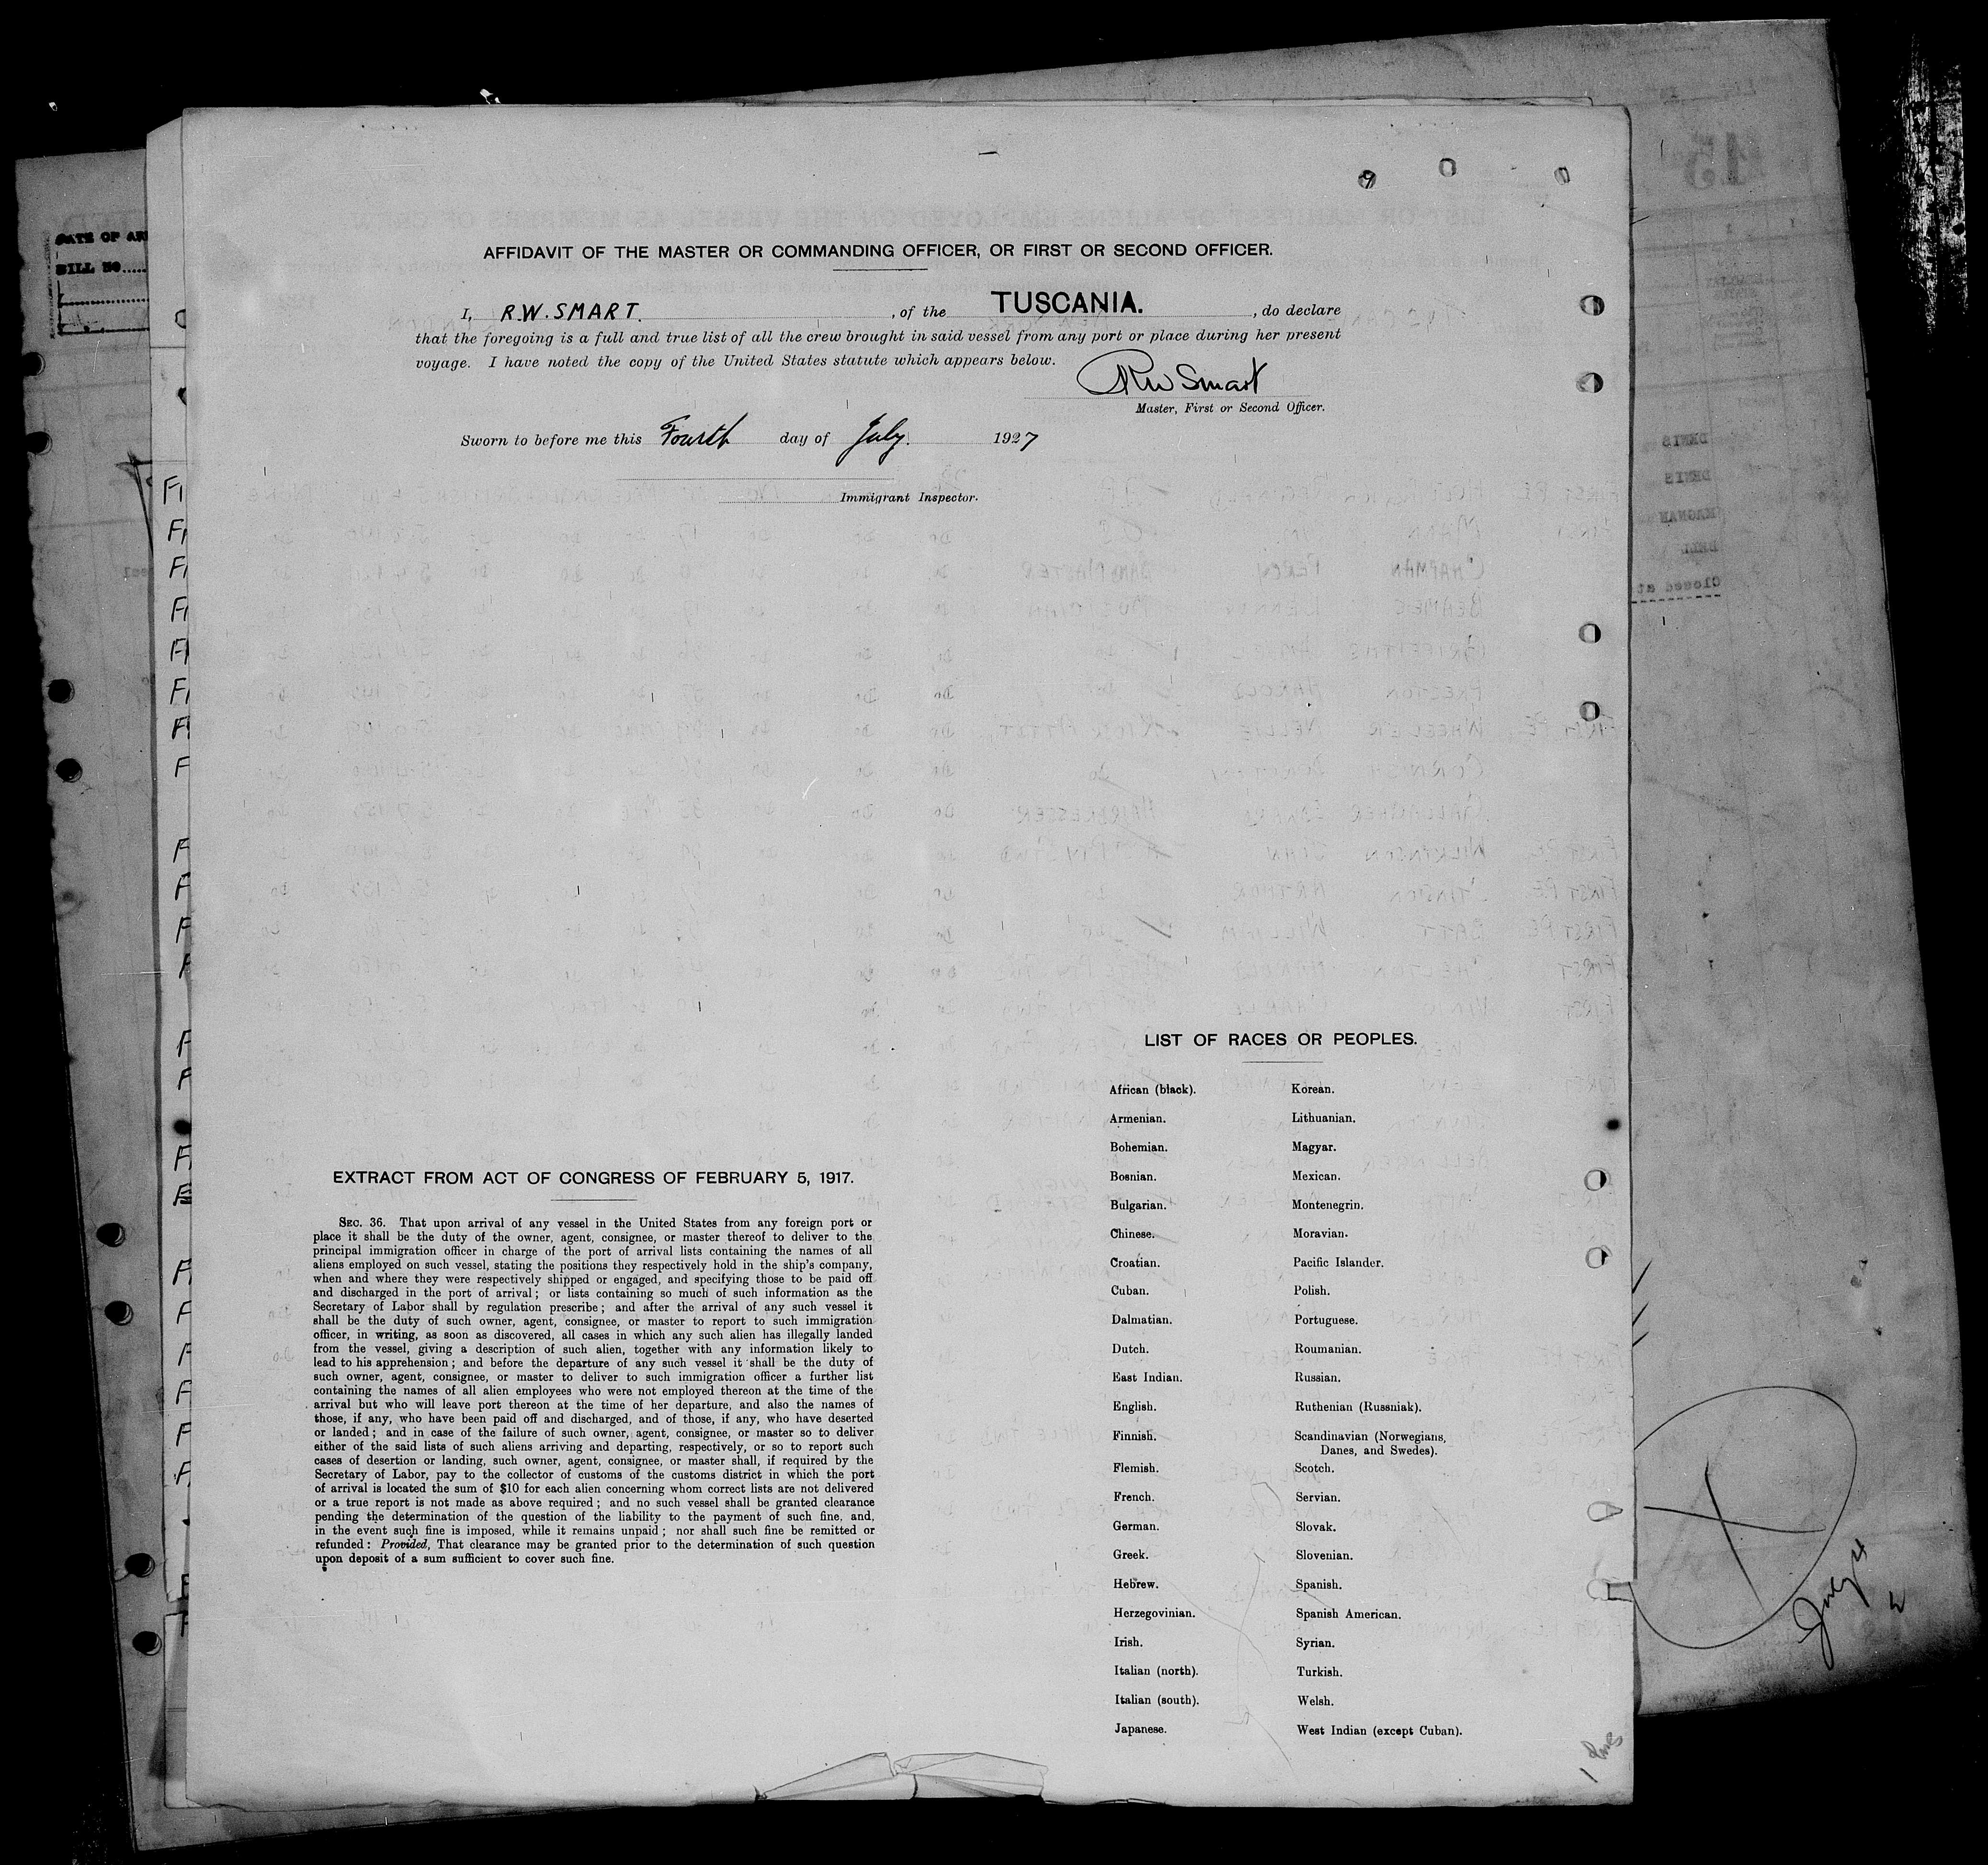 AFFIDAVIT OF THE MASTER OR COMMANDING OFFICER, OR FIRST OR SECOND OFFICER.
I, R.W. SMART. , of the TUSCANIA. , do declare
that the foregoing is a full and true list of all the crew brought in said vessel from any port or place during her present
voyage. I have noted the copy of the United States statute which appears below.
RW Smart
Master, First or Second Officer.
Sworn to before me this Fourth day of July. 1927
Immigrant Inspector.
LIST OF RACES OR PEOPLES.
African (black). Korean.
Armenian. Lithuanian.
Bohemian. Magyar.
Bosnian. Mexican.
Bulgarian. Montenegrin.
Chinese. Moravian.
Croatian. Pacific Islander.
Cuban. Polish.
Dalmatian. Portuguese.
Dutch. Roumanian.
East Indian. Russian.
English. Ruthenian (Russniak).
Finnish. Scandinavian (Norwegians,
Danes, and Swedes).
Flemish. Scotch.
French. Servian.
German. Slovak.
Greek. Slovenian.
Hebrew. Spanish.
Herzegovinian. Spanish American.
Irish. Syrian.
Italian (north). Turkish.
Italian (south). Welsh.
Japanese. West Indian (except Cuban).
EXTRACT FROM ACT OF CONGRESS OF FEBRUARY 5, 1917.
SEC. 36. That upon arrival of any vessel in the United States from any foreign port or
place it shall be the duty of the owner, agent, consignee, or master thereof to deliver to the
principal immigration officer in charge of the port of arrival lists containing the names of all
aliens employed on such vessel, stating the positions they respectively hold in the ship's company,
when and where they were respectively shipped or engaged, and specifying those to be paid off
and discharged in the port of arrival; or lists containing so much of such information as the
Secretary of Labor shall by regulation prescribe; and after the arrival of any such vessel it
shall be the duty of such owner, agent, consignee, or master to report to such immigration
officer, in writing, as soon as discovered, all cases in which any such alien has illegally landed
from the vessel, giving a description of such alien, together with any information likely to
lead to his apprehension; and before the departure of any such vessel it shall be the duty of
such owner, agent, consignee, or master to deliver to such immigration officer a further list
containing the names of all alien employees who were not employed thereon at the time of the
arrival but who will leave port thereon at the time of her departure, and also the names of
those, if any, who have been paid off and discharged, and of those, if any, who have deserted
or landed; and in case of the failure of such owner, agent, consignee, or master so to deliver
either of the said lists of such aliens arriving and departing, respectively, or so to report such
cases of desertion or landing, such owner, agent, consignee, or master shall, if required by the
Secretary of Labor, pay to the collector of customs of the customs district in which the port
of arrival is located the sum of $10 for each alien concerning whom correct lists are not delivered
or a true report is not made as above required; and no such vessel shall be granted clearance
pending the determination of the question of the liability to the payment of such fine, and,
in the event such fine is imposed, while it remains unpaid; nor shall such fine be remitted or
refunded: Provided, That clearance may be granted prior to the determination of such question
upon deposit of a sum sufficient to cover such fine.
BILL NO.....
July 4